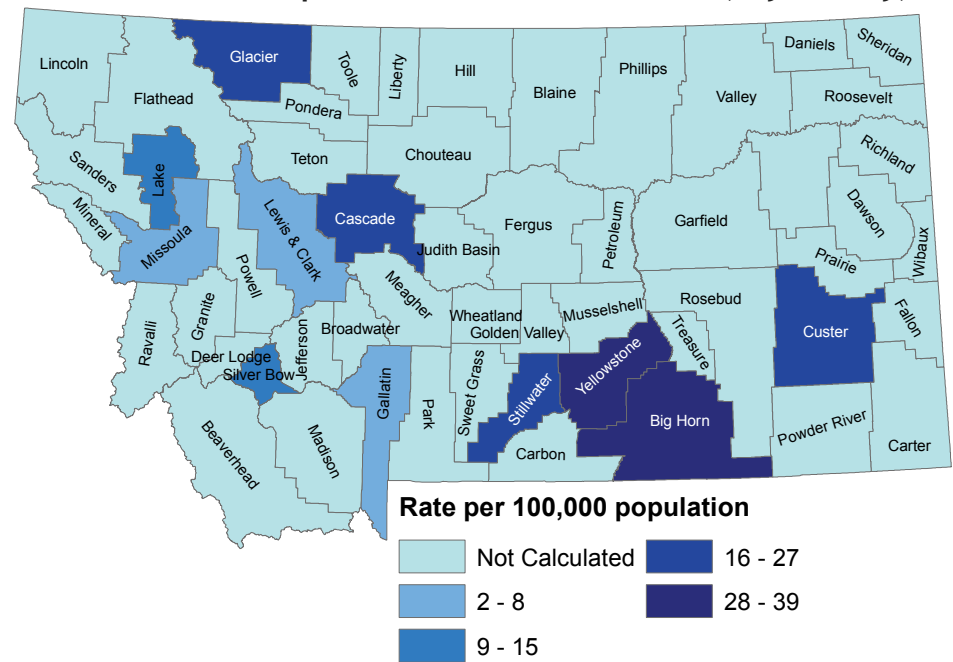 Lincoln
Flathead
Glacier
Toole
Liberty
Hill
Blaine
Phillips
Daniels
Sheridan
Valley
Roosevelt
Pondera
Teton
Chouteau
Richland
Sanders
Lake
Mineral
Missoula
Lewis & Clark
Cascade
Judith Basin
Fergus
Petroleum
Garfield
Dawson
Prairie
Wibaux
Powell
Granite
Ravalli
Meagher
Broadwater
Jefferson
Deer Lodge
Silver Bow
Wheatland
Golden Valley
Musselshell
Rosebud
Treasure
Custer
Fallon
Gallatin
Park
Sweet Grass
Stillwater
Yellowstone
Big Horn
Carbon
Powder River
Carter
Beaverhead
Madison
Rate per 100,000 population
Not Calculated
2 - 8
9 - 15
16 - 27
28 - 39